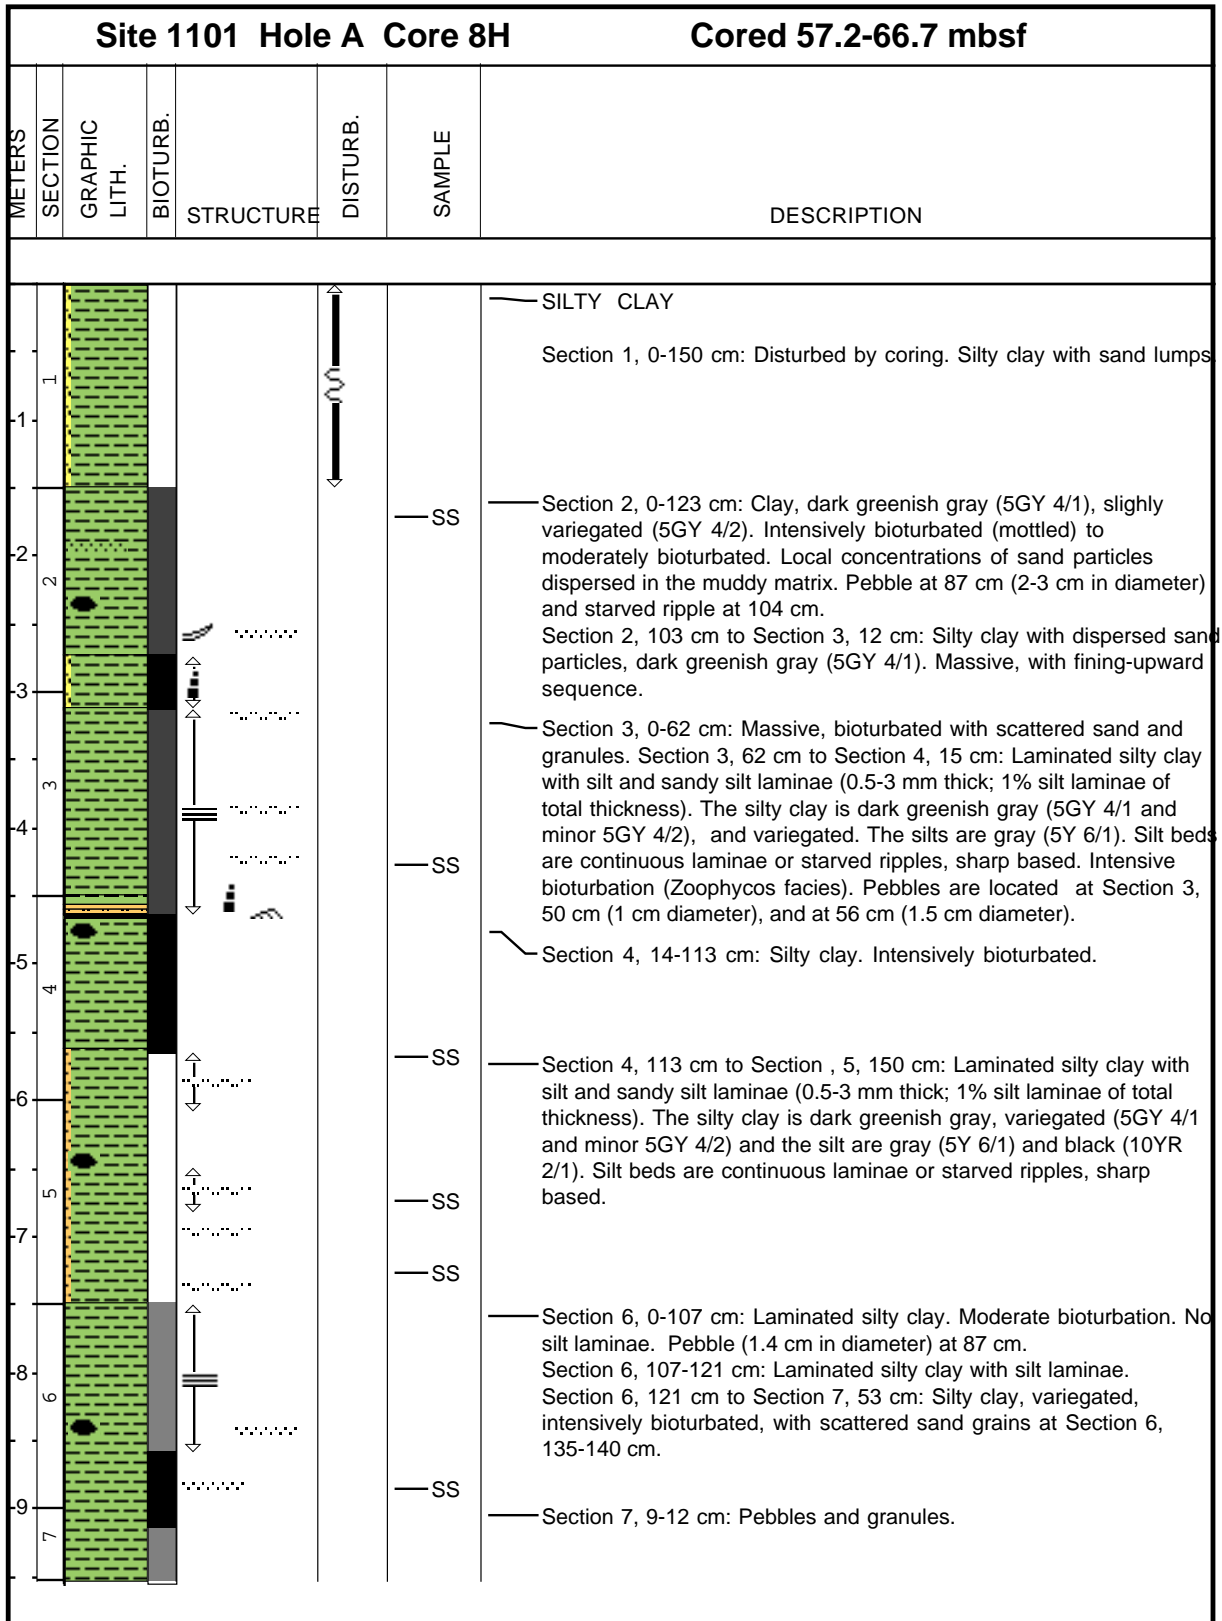 Site 1101 Hole A Core 8H
Cored 57.2-66.7 mbsf
METERS
SECTION
GRAPHIC
LITH.
BIOTURB.
STRUCTURE
DISTURB.
SAMPLE
DESCRIPTION
SILTY CLAY
Section 1, 0-150 cm: Disturbed by coring. Silty clay with sand lumps.
1
-1
Section 2, 0-123 cm: Clay, dark greenish gray (5GY 4/1), slighly
variegated (5GY 4/2). Intensively bioturbated (mottled) to
moderately bioturbated. Local concentrations of sand particles
dispersed in the muddy matrix. Pebble at 87 cm (2-3 cm in diameter)
and starved ripple at 104 cm.
SS
-2
2
Section 2, 103 cm to Section 3, 12 cm: Silty clay with dispersed sand
particles, dark greenish gray (5GY 4/1). Massive, with fining-upward
sequence.
-3
Section 3, 0-62 cm: Massive, bioturbated with scattered sand and
granules. Section 3, 62 cm to Section 4, 15 cm: Laminated silty clay
with silt and sandy silt laminae (0.5-3 mm thick; 1% silt laminae of
total thickness). The silty clay is dark greenish gray (5GY 4/1 and
minor 5GY 4/2), and variegated. The silts are gray (5Y 6/1). Silt beds
are continuous laminae or starved ripples, sharp based. Intensive
bioturbation (Zoophycos facies). Pebbles are located at Section 3,
50 cm (1 cm diameter), and at 56 cm (1.5 cm diameter).
3
-4
SS
Section 4, 14-113 cm: Silty clay. Intensively bioturbated.
-5
4
SS
Section 4, 113 cm to Section , 5, 150 cm: Laminated silty clay with
silt and sandy silt laminae (0.5-3 mm thick; 1% silt laminae of total
thickness). The silty clay is dark greenish gray, variegated (5GY 4/1
and minor 5GY 4/2) and the silt are gray (5Y 6/1) and black (10YR
2/1). Silt beds are continuous laminae or starved ripples, sharp
based.
-6
5
SS
-7
SS
Section 6, 0-107 cm: Laminated silty clay. Moderate bioturbation. No
silt laminae. Pebble (1.4 cm in diameter) at 87 cm.
Section 6, 107-121 cm: Laminated silty clay with silt laminae.
Section 6, 121 cm to Section 7, 53 cm: Silty clay, variegated,
intensively bioturbated, with scattered sand grains at Section 6,
135-140 cm.
-8
6
SS
-9
Section 7, 9-12 cm: Pebbles and granules.
7